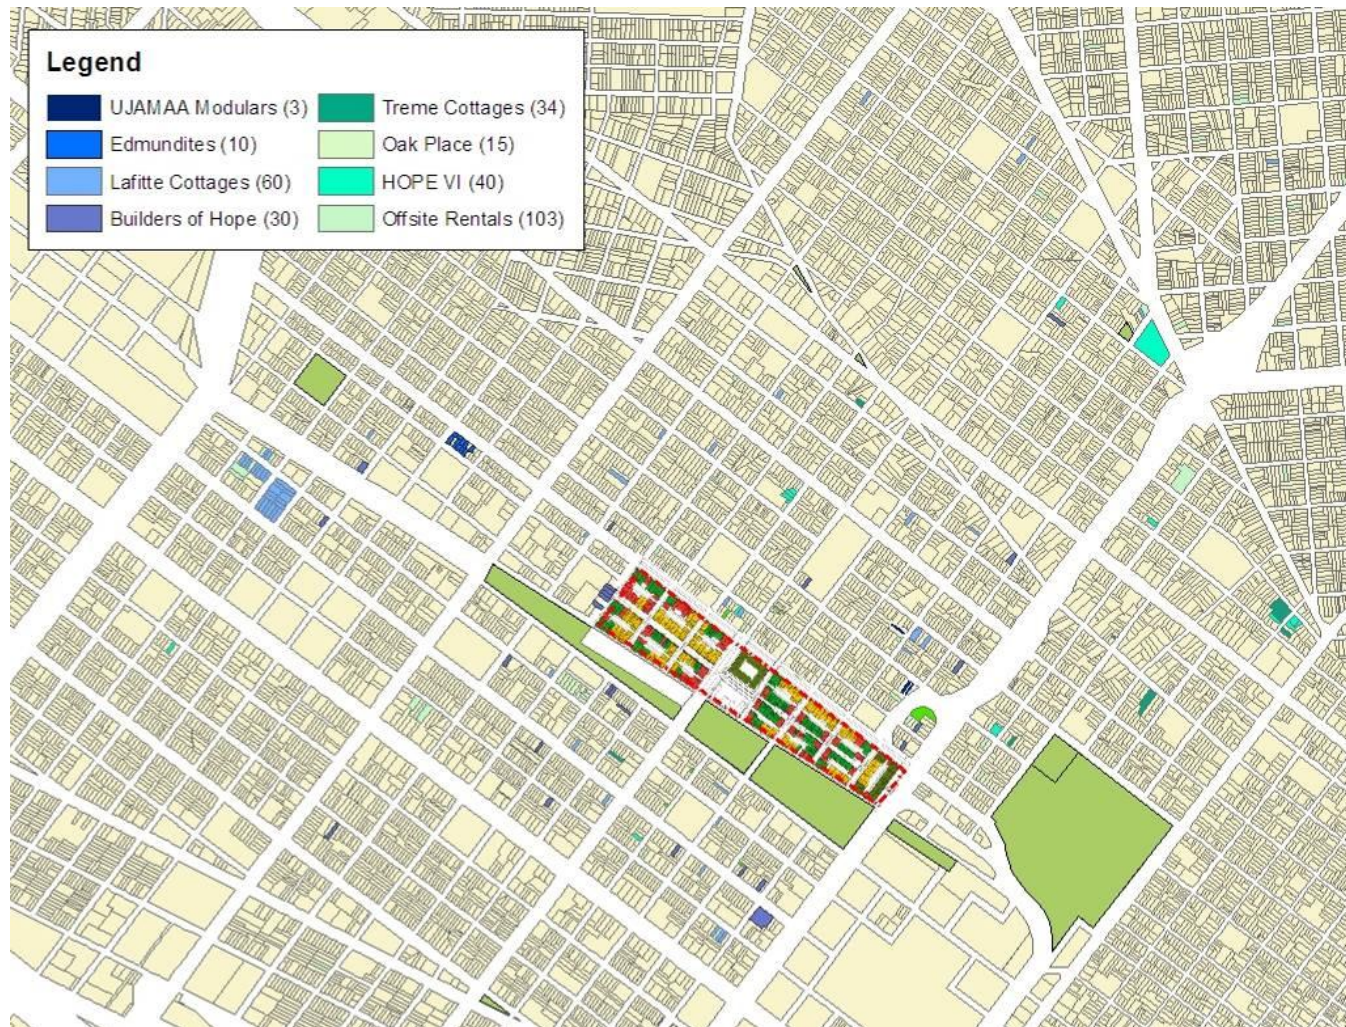 Legend
UJAMAA Modulars (3)
Edmundites (10)
Lafitte Cottages (60)
Builders of Hope (30)
Treme Cottages (34)
Oak Place (15)
HOPE VI (40)
Offsite Rentals (103)